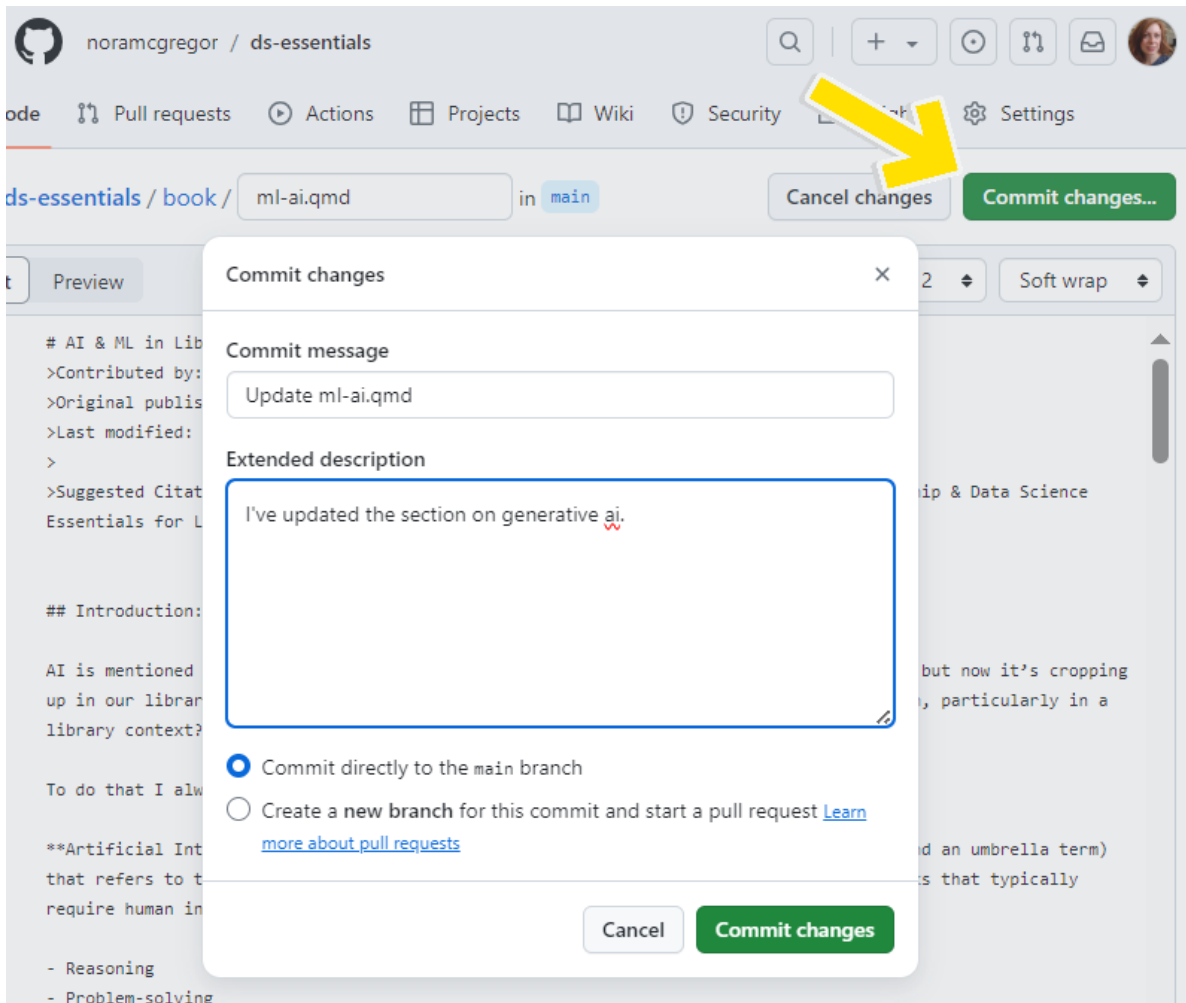 noramcgregor / ds-essentials
ode Pull requests Actions Projects Wiki Security Settings
ds-essentials / book / ml-ai.qmd in main Cancel changes Commit changes...
t Preview 2 Soft wrap
Commit changes
Commit message
Update ml-ai.qmd
Extended description
I've updated the section on generative ai.
Commit directly to the main branch
Create a new branch for this commit and start a pull request Learn
more about pull requests
Cancel Commit changes
# AI & ML in Lib
>Contributed by:
>Original publis
>Last modified:
>
>Suggested Citat ip & Data Science
Essentials for L
## Introduction:
AI is mentioned but now it’s cropping
up in our librar , particularly in a
library context?
To do that I alw
**Artificial Int d an umbrella term)
that refers to t s that typically
require human in
- Reasoning
- Problem-solving